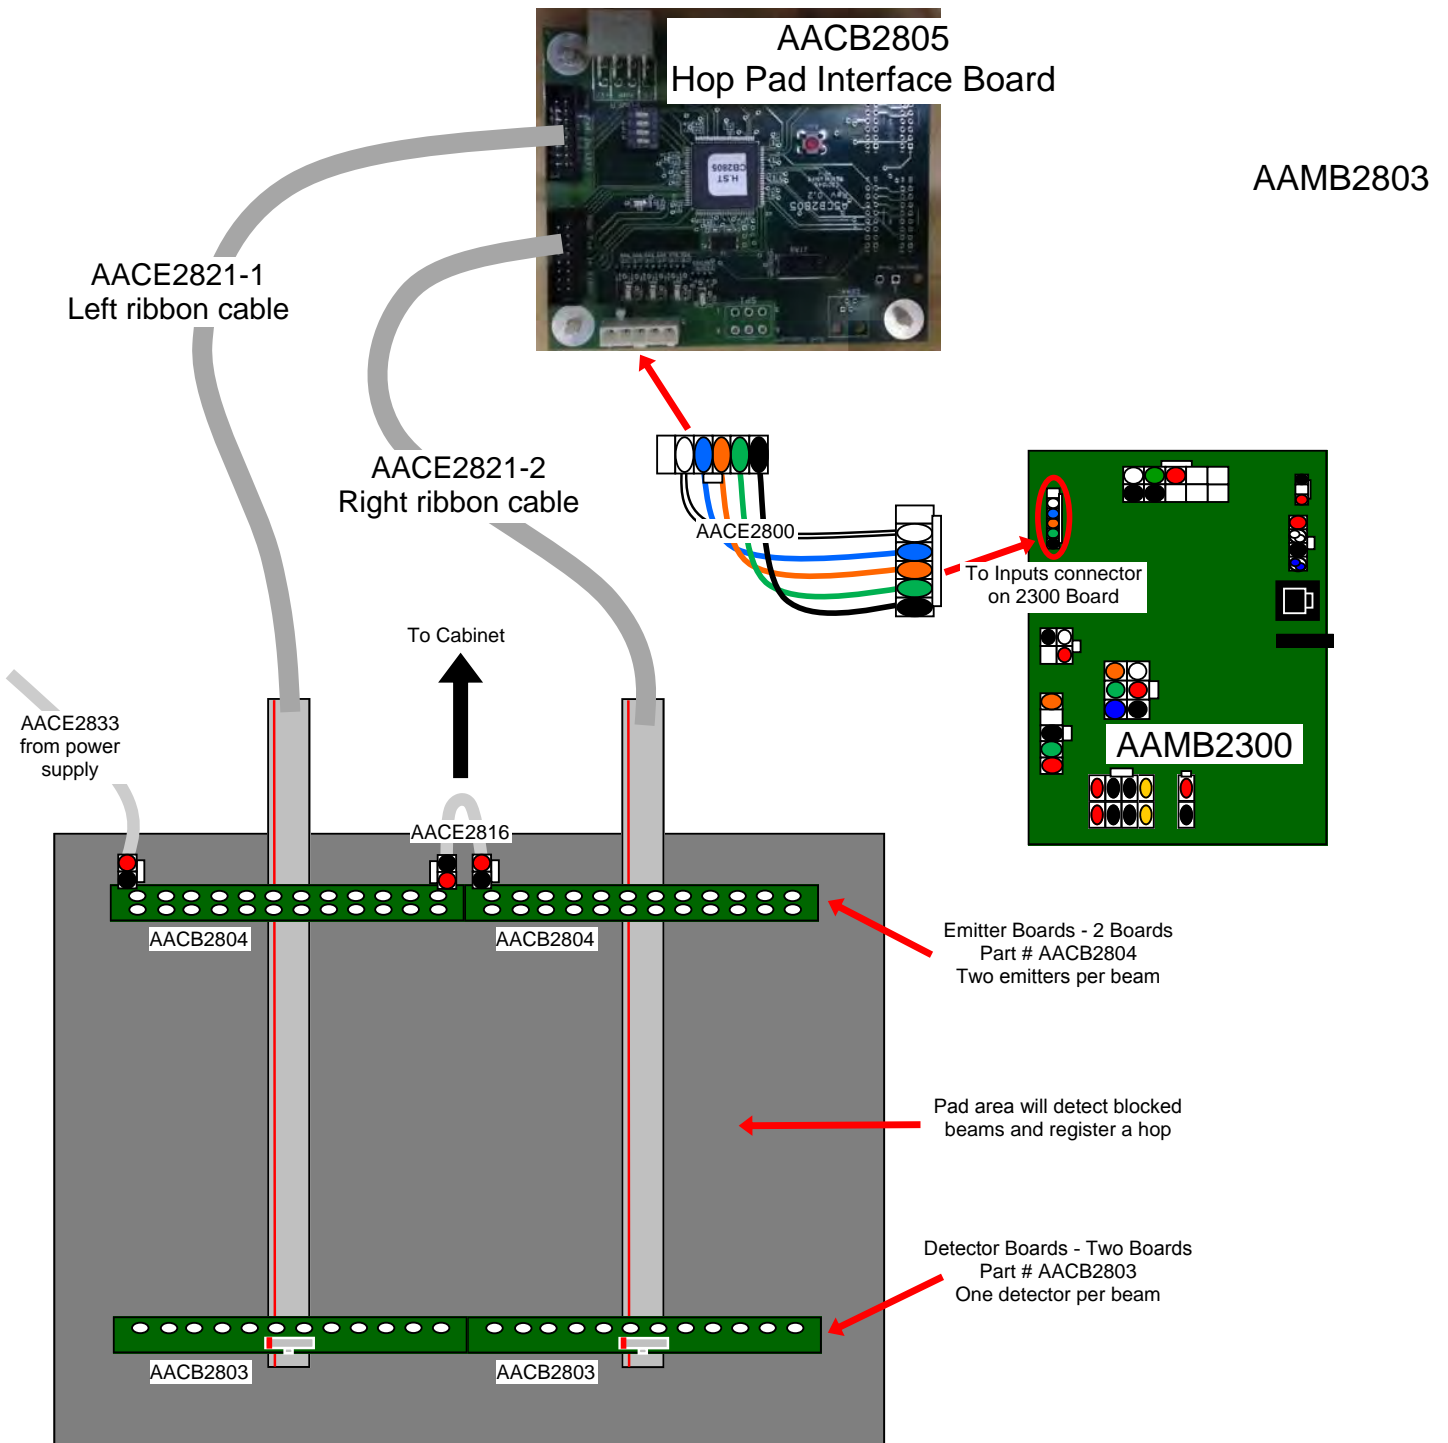 AACB2805
Hop Pad Interface Board
AAMB2803
H.ST
CB2805
ASCB2805
AACE2821-1
Left ribbon cable
AACE2821-2
Right ribbon cable
AACE2800
To Inputs connector
on 2300 Board
To Cabinet
AACE2833
from power
supply
AAMB2300
AACE2816
AACB2804
AACB2804
Emitter Boards - 2 Boards
Part # AACB2804
Two emitters per beam
Pad area will detect blocked
beams and register a hop
Detector Boards - Two Boards
Part # AACB2803
One detector per beam
AACB2803
AACB2803